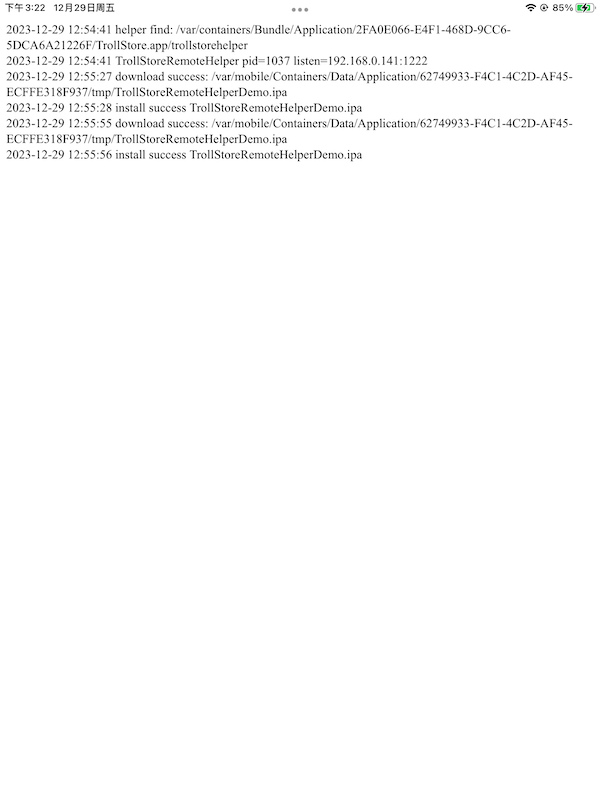 下午3:22 12月29日周五
85%
2023-12-29 12:54:41 helper find: /var/containers/Bundle/Application/2FA0E066-E4F1-468D-9CC6-
5DCA6A21226F/TrollStore.app/trollstorehelper
2023-12-29 12:54:41 TrollStoreRemoteHelper pid=1037 listen=192.168.0.141:1222
2023-12-29 12:55:27 download success: /var/mobile/Containers/Data/Application/62749933-F4C1-4C2D-AF45-
ECFFE318F937/tmp/TrollStoreRemoteHelperDemo.ipa
2023-12-29 12:55:28 install success TrollStoreRemoteHelperDemo.ipa
2023-12-29 12:55:55 download success: /var/mobile/Containers/Data/Application/62749933-F4C1-4C2D-AF45-
ECFFE318F937/tmp/TrollStoreRemoteHelperDemo.ipa
2023-12-29 12:55:56 install success TrollStoreRemoteHelperDemo.ipa